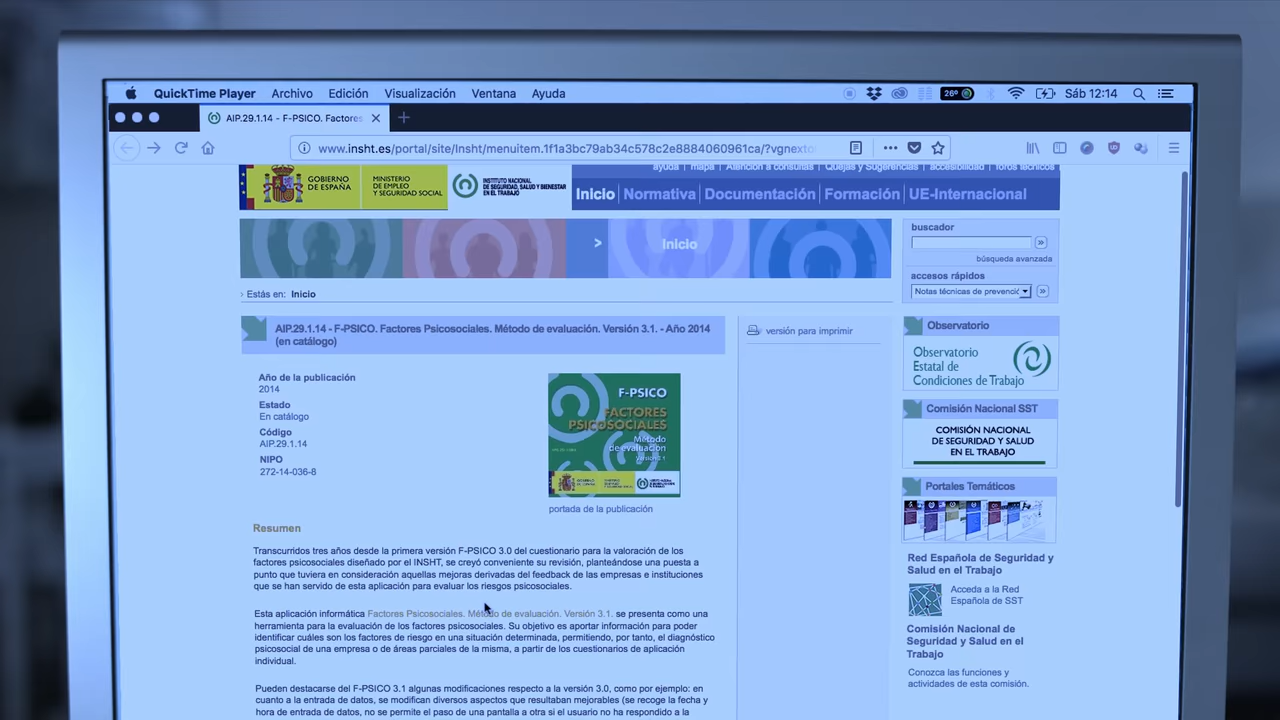 QuickTime Player Archivo Edición Visualización Ventana Ayuda 26º Sáb 12:14
AIP.29.1.14 - F-PSICO. Factores
www.insht.es/portal/site/Insht/menuitem.1f1a3bc79ab34c578c2e8884060961ca/?vgnexto
ayuda | mapa | Atención a consultas | Quejas y Sugerencias | accesibilidad | foros técnicos
GOBIERNO DE ESPAÑA
MINISTERIO DE EMPLEO Y SEGURIDAD SOCIAL
INSTITUTO NACIONAL DE SEGURIDAD, SALUD Y BIENESTAR EN EL TRABAJO
Inicio | Normativa | Documentación | Formación | UE-Internacional
> Inicio
buscador
búsqueda avanzada
accesos rápidos
Notas técnicas de prevenció
› Estás en: Inicio
AIP.29.1.14 - F-PSICO. Factores Psicosociales. Método de evaluación. Versión 3.1. - Año 2014
(en catálogo)
versión para imprimir
Año de la publicación
2014
Estado
En catálogo
Código
AIP.29.1.14
NIPO
272-14-036-8
F-PSICO
FACTORES
PSICOSOCIALES
Método
de evaluación
Versión 3.1
portada de la publicación
Resumen
Transcurridos tres años desde la primera versión F-PSICO 3.0 del cuestionario para la valoración de los
factores psicosociales diseñado por el INSHT, se creyó conveniente su revisión, planteándose una puesta a
punto que tuviera en consideración aquellas mejoras derivadas del feedback de las empresas e instituciones
que se han servido de esta aplicación para evaluar los riesgos psicosociales.
Esta aplicación informática Factores Psicosociales. Método de evaluación. Versión 3.1. se presenta como una
herramienta para la evaluación de los factores psicosociales. Su objetivo es aportar información para poder
identificar cuáles son los factores de riesgo en una situación determinada, permitiendo, por tanto, el diagnóstico
psicosocial de una empresa o de áreas parciales de la misma, a partir de los cuestionarios de aplicación
individual.
Pueden destacarse del F-PSICO 3.1 algunas modificaciones respecto a la versión 3.0, como por ejemplo: en
cuanto a la entrada de datos, se modifican diversos aspectos que resultaban mejorables (se recoge la fecha y
hora de entrada de datos, no se permite el paso de una pantalla a otra si el usuario no ha respondido a la
Observatorio
Observatorio
Estatal de
Condiciones de Trabajo
Comisión Nacional SST
COMISIÓN NACIONAL
DE SEGURIDAD Y SALUD
EN EL TRABAJO
Portales Temáticos
Red Española de Seguridad y
Salud en el Trabajo
Acceda a la Red
Española de SST
Comisión Nacional de
Seguridad y Salud en el
Trabajo
Conozca las funciones y
actividades de esta comisión.